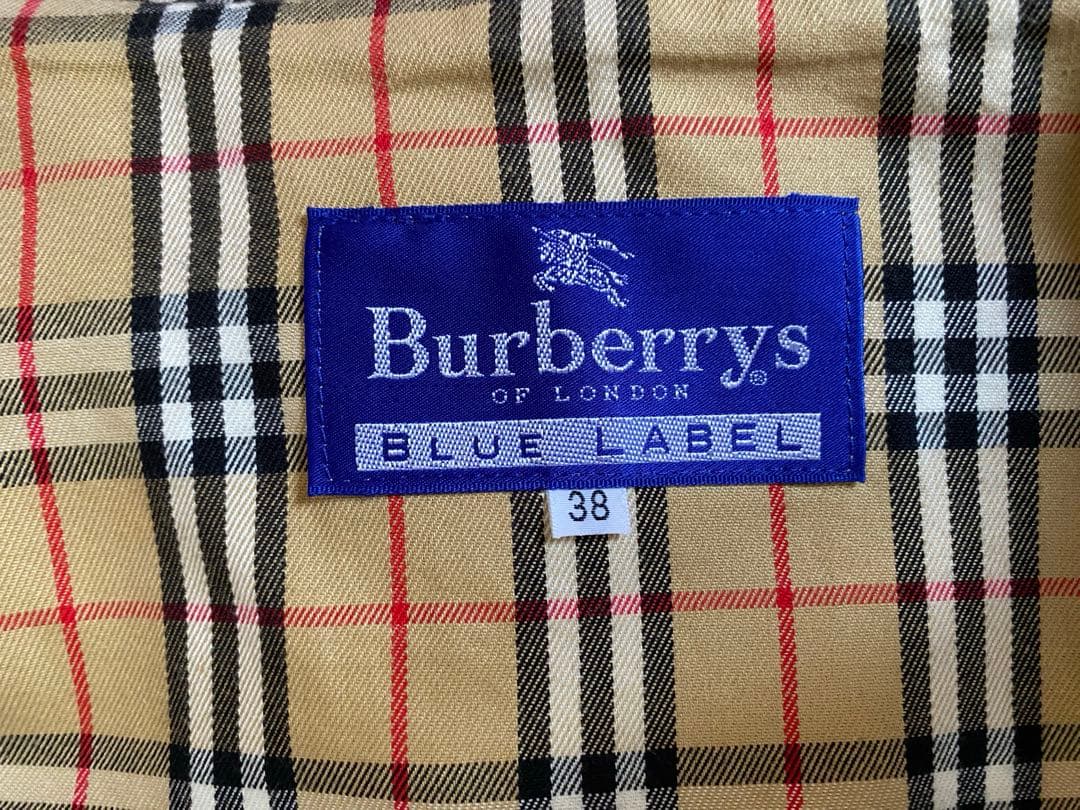 Burberrys®
OF LONDON
BLUE LABEL
38